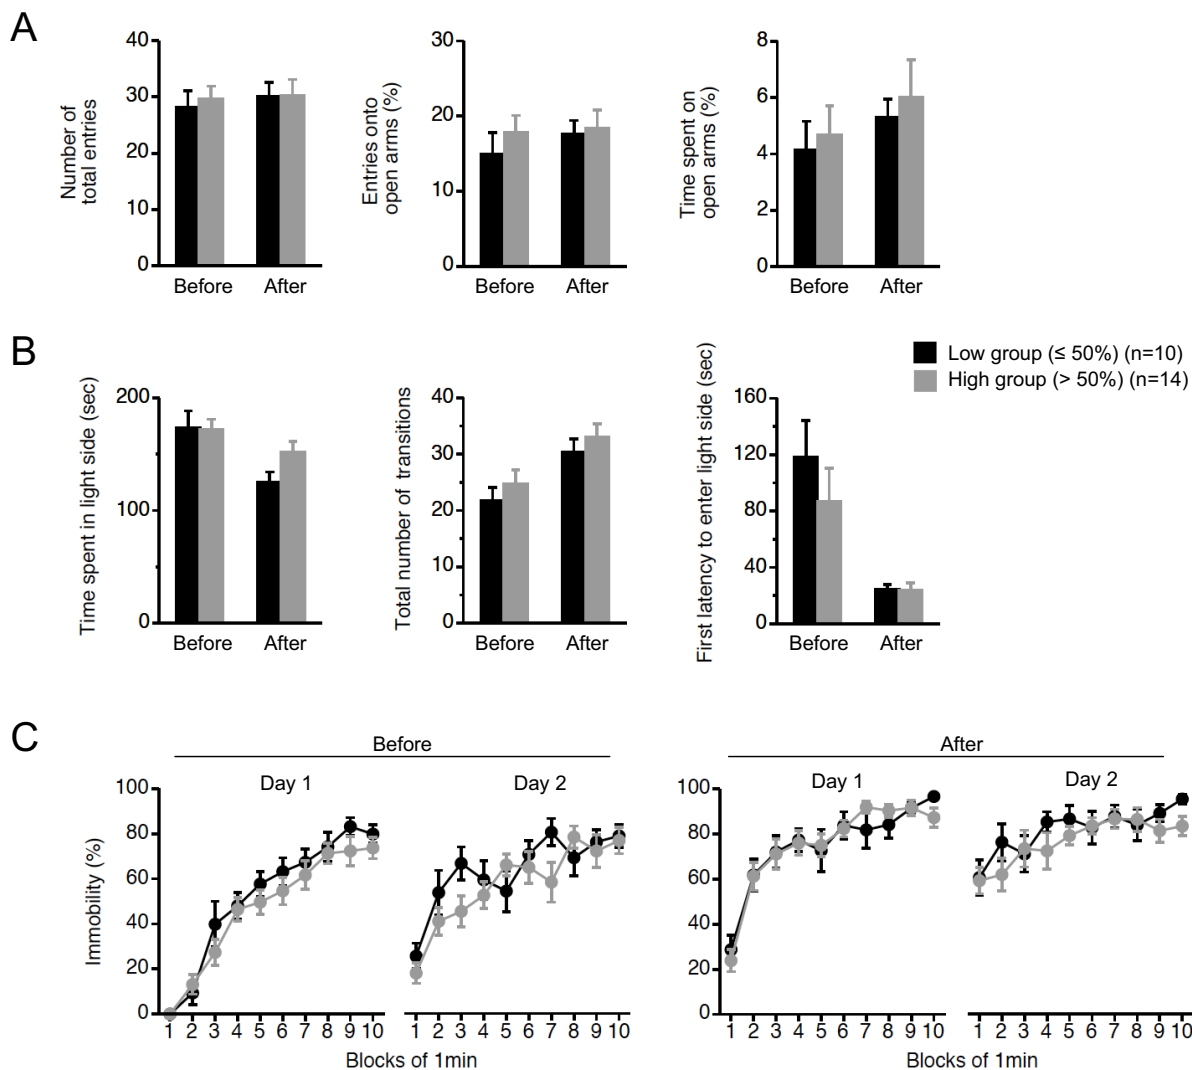 A
Number of
total entries
40
30
20
10
0
Before After
Entries onto
open arms (%)
30
20
10
0
Before After
Time spent on
open arms (%)
8
6
4
2
0
Before After
B
Low group (≤ 50%) (n=10)
High group (> 50%) (n=14)
Time spent in light side (sec)
200
100
0
Before After
Total number of transitions
40
30
20
10
0
Before After
First latency to enter light side (sec)
160
120
80
40
0
Before After
C
Before
Day 1 Day 2
Immobility (%)
100
80
60
40
20
0
1 2 3 4 5 6 7 8 9 10 1 2 3 4 5 6 7 8 9 10
Blocks of 1min
After
Day 1 Day 2
100
80
60
40
20
0
1 2 3 4 5 6 7 8 9 10 1 2 3 4 5 6 7 8 9 10
Blocks of 1min